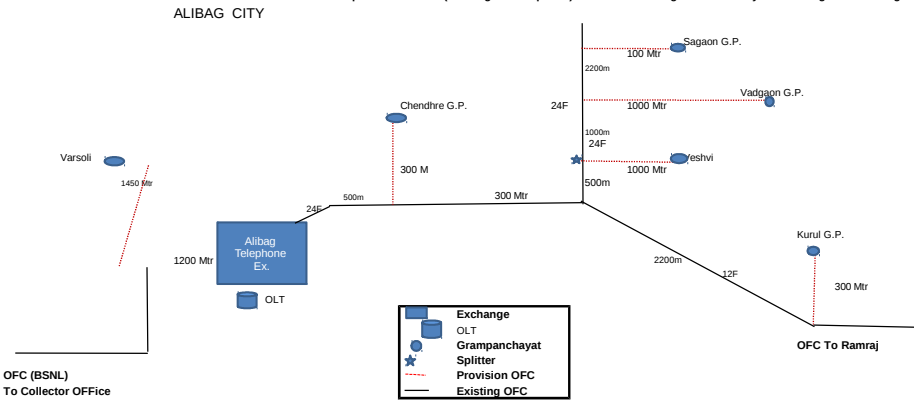 ALIBAG CITY
Sagaon G.P.
100 Mtr
2200m
Vadgaon G.P.
24F
1000 Mtr
Chendhre G.P.
1000m
24F
Varsoli
Yeshvi
1000 Mtr
300 M
1450 Mtr
500m
500m
300 Mtr
24F
Kurul G.P.
Alibag
Telephone
Ex.
1200 Mtr
2200m
12F
300 Mtr
OLT
Exchange
OLT
Grampanchayat
Splitter
Provision OFC
Existing OFC
OFC To Ramraj
OFC (BSNL)
To Collector OFFice